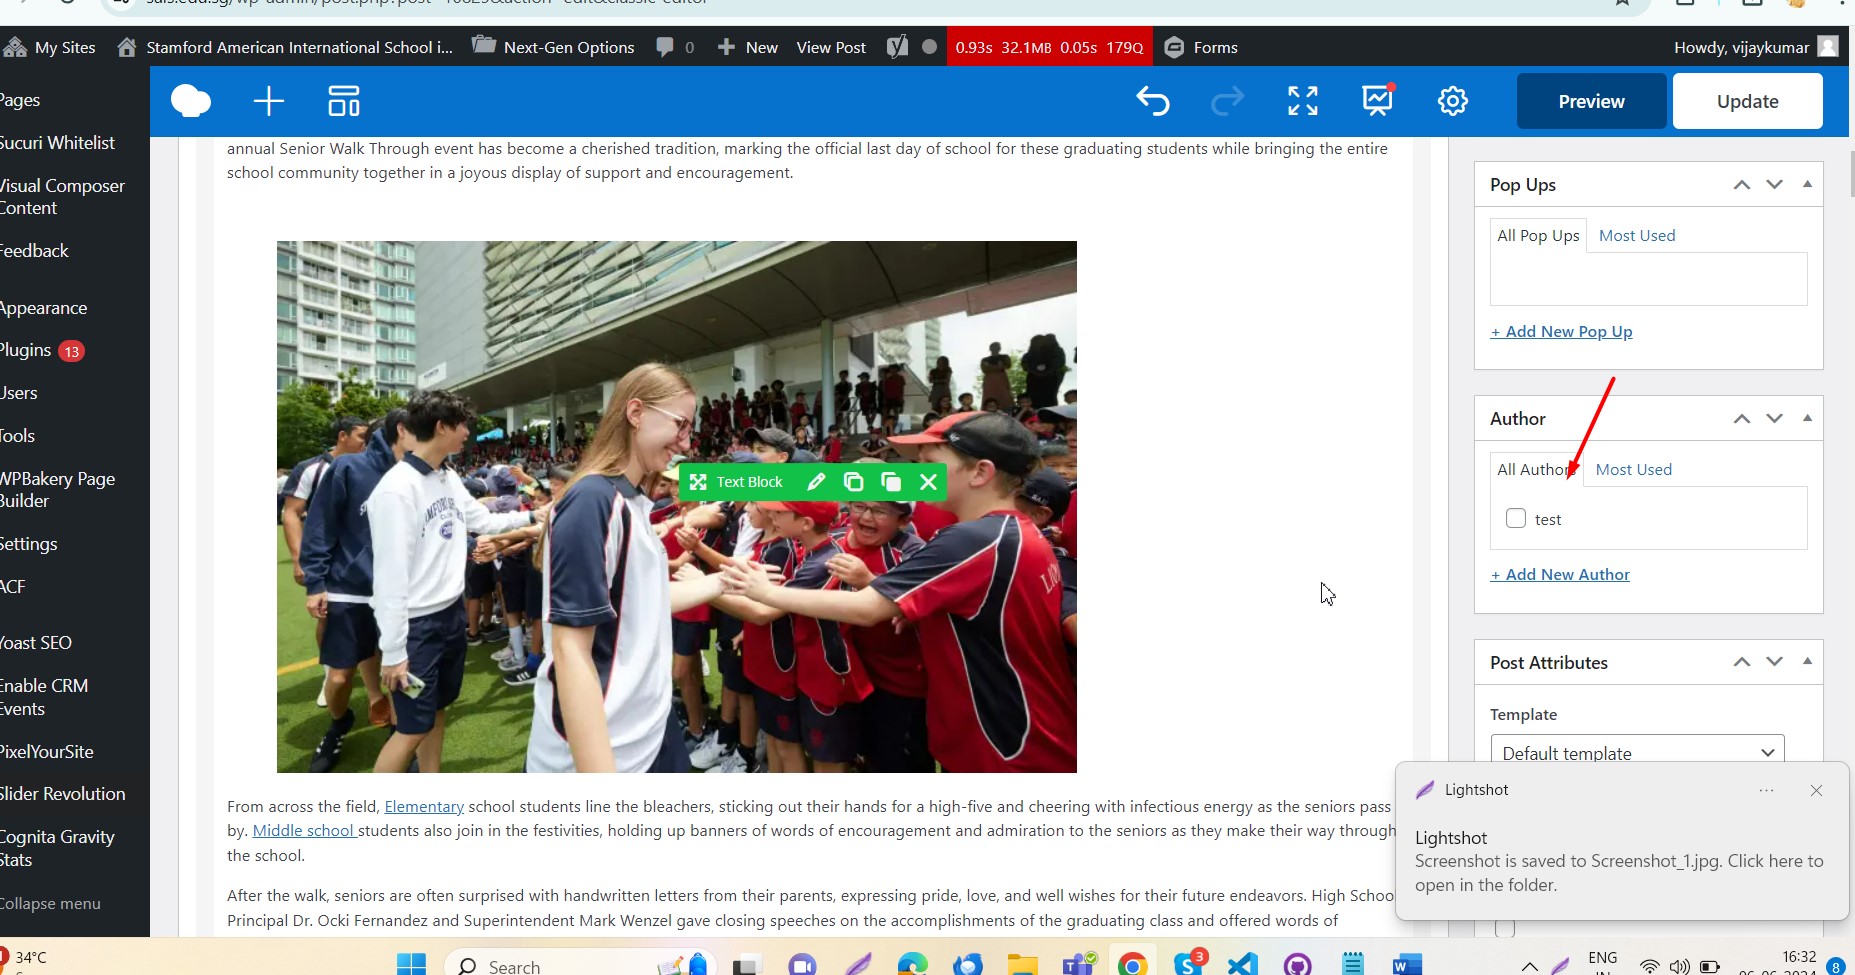 My Sites Stamford American International School i... Next-Gen Options 0 New View Post 0.93s 32.1MB 0.05s 179Q Forms Howdy, vijaykumar
Pages
Sucuri Whitelist
Visual Composer
Content
Feedback
Appearance
Plugins 13
Users
Tools
WPBakery Page
Builder
Settings
ACF
Yoast SEO
Enable CRM
Events
PixelYourSite
Slider Revolution
Cognita Gravity
Stats
Collapse menu
Preview
Update
annual Senior Walk Through event has become a cherished tradition, marking the official last day of school for these graduating students while bringing the entire
school community together in a joyous display of support and encouragement.
Text Block
From across the field, Elementary school students line the bleachers, sticking out their hands for a high-five and cheering with infectious energy as the seniors pass
by. Middle school students also join in the festivities, holding up banners of words of encouragement and admiration to the seniors as they make their way through
the school.
After the walk, seniors are often surprised with handwritten letters from their parents, expressing pride, love, and well wishes for their future endeavors. High School
Principal Dr. Ocki Fernandez and Superintendent Mark Wenzel gave closing speeches on the accomplishments of the graduating class and offered words of
Pop Ups
All Pop Ups Most Used
+ Add New Pop Up
Author
All Authors Most Used
test
+ Add New Author
Post Attributes
Template
Default template
Lightshot
Lightshot
Screenshot is saved to Screenshot_1.jpg. Click here to
open in the folder.
34°C
Search
3
ENG
IN
16:32
8